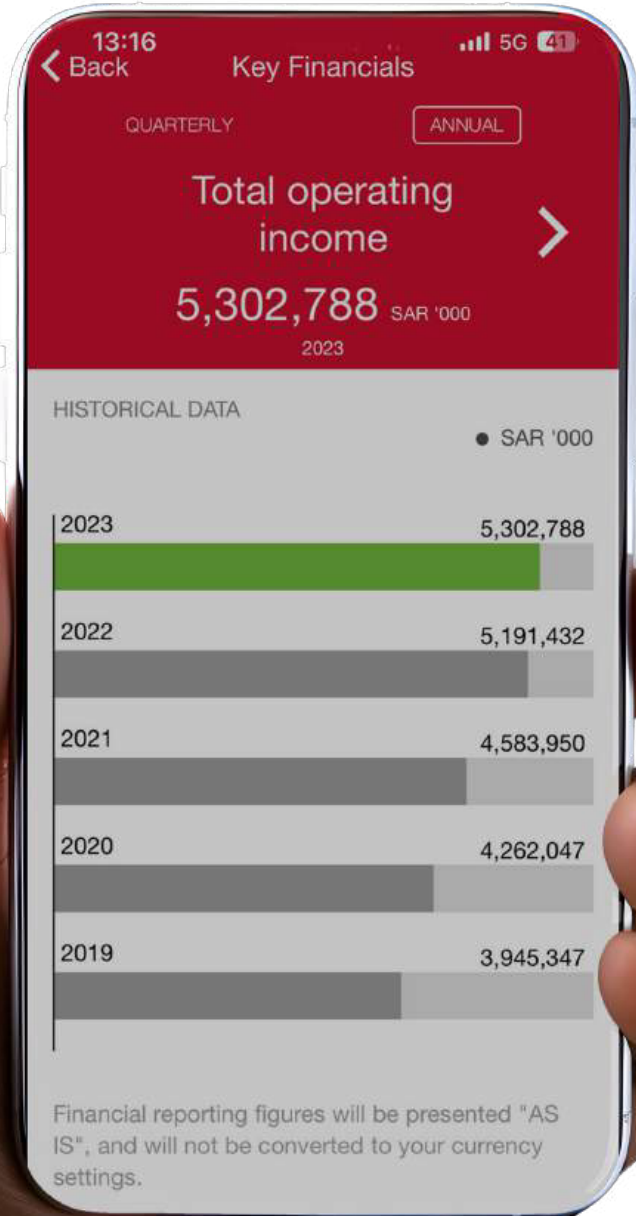 13:16
5G 41
Back
Key Financials
QUARTERLY
ANNUAL
Total operating
income
5,302,788 SAR '000
2023
HISTORICAL DATA
● SAR '000
2023 5,302,788
2022 5,191,432
2021 4,583,950
2020 4,262,047
2019 3,945,347
Financial reporting figures will be presented "AS
IS", and will not be converted to your currency
settings.